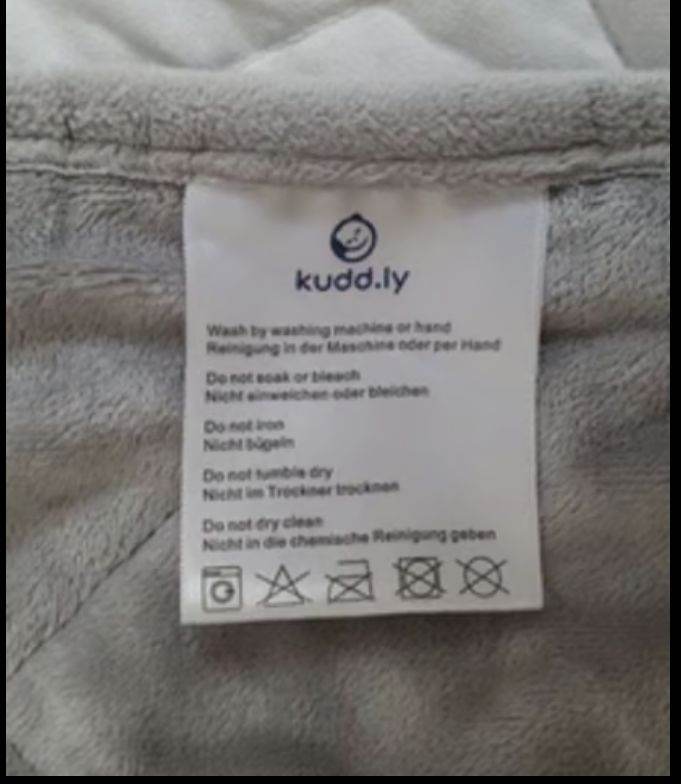 kudd.ly
Wash by washing machine or hand
Reinigung in der Maschine oder per Hand
Do not soak or bleach
Nicht einweichen oder bleichen
Do not iron
Nicht bügeln
Do not tumble dry
Nicht im Trockner trocknen
Do not dry clean
Nicht in die chemische Reinigung geben